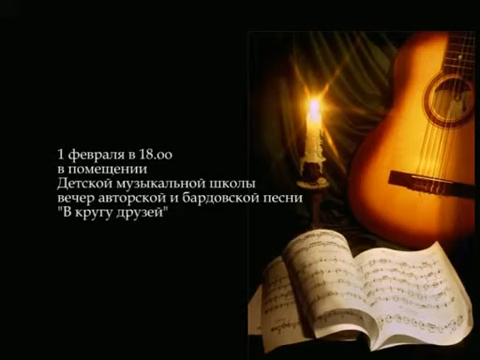 1 февраля в 18.оо
в помещении
Детской музыкальной школы
вечер авторской и бардовской песни
"В кругу друзей"